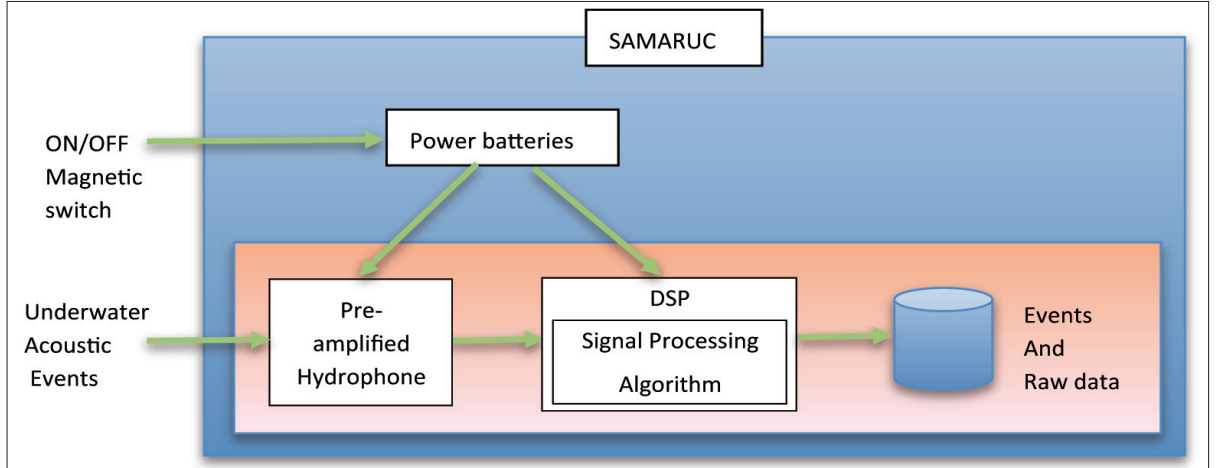 SAMARUC
Power batteries
ON/OFF
Magnetic
switch
Underwater
Acoustic
Events
Pre-
amplified
Hydrophone
DSP
Signal Processing
Algorithm
Events
And
Raw data